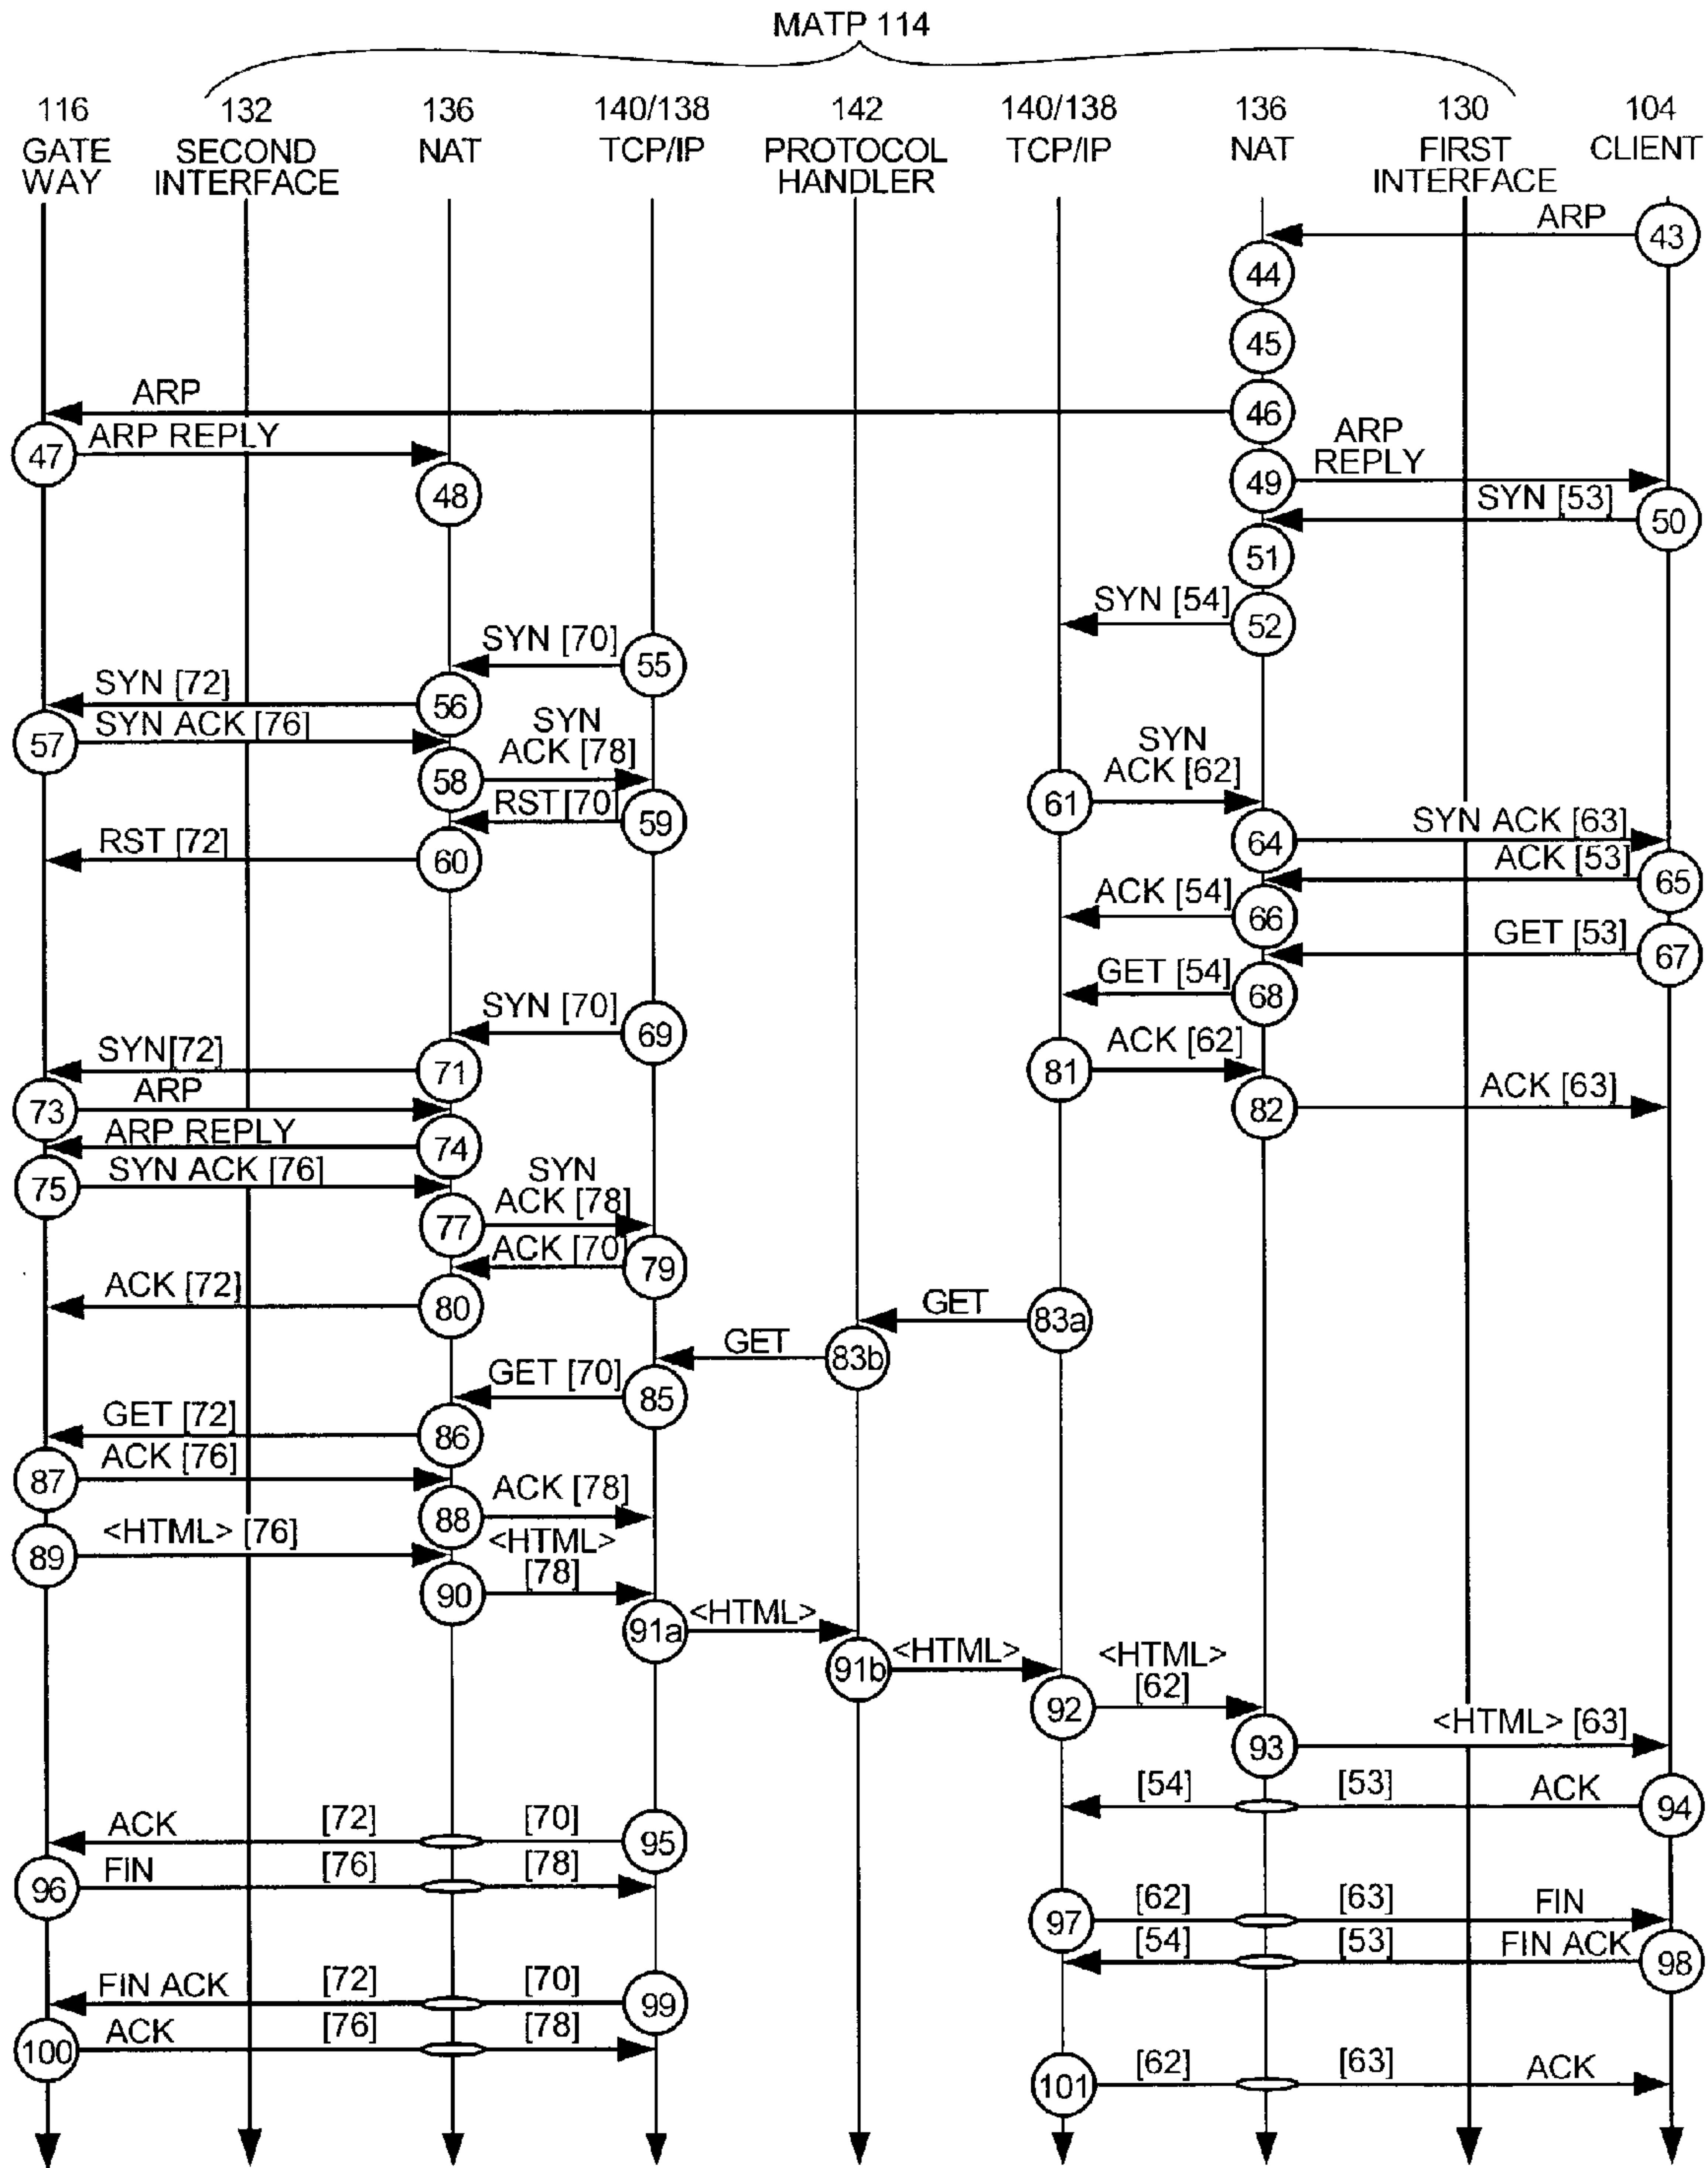 MATP 114
116 132 136 140/138 142 140/138 136 130 104
GATE SECOND NAT TCP/IP PROTOCOL TCP/IP NAT FIRST CLIENT
WAY INTERFACE HANDLER INTERFACE
ARP 43
44
45
ARP 46
47 ARP REPLY
ARP
REPLY
48 49
SYN [53] 50
51
SYN [54] 52
SYN [70] 55
SYN [72] 56
57 SYN ACK [76]
SYN
ACK [78]
58
SYN
ACK [62]
61
RST [70] 59
SYN ACK [63]
64
RST [72] 60
ACK [53] 65
ACK [54] 66
GET [53] 67
GET [54] 68
SYN [70] 69
SYN[72] 71
81 ACK [62]
73 ARP
82 ACK [63]
ARP REPLY 74
75 SYN ACK [76]
SYN
ACK [78]
77
ACK [70] 79
ACK [72] 80
GET 83a
GET 83b
GET [70] 85
GET [72] 86
87 ACK [76]
88 ACK [78]
89 <HTML> [76]
<HTML>
[78]
90
91a <HTML>
91b <HTML>
<HTML>
[62]
92
93 <HTML> [63]
[54] [53] ACK 94
ACK [72] [70] 95
96 FIN [76] [78]
97 [62] [63] FIN
[54] [53] FIN ACK 98
FIN ACK [72] [70] 99
100 ACK [76] [78]
101 [62] [63] ACK